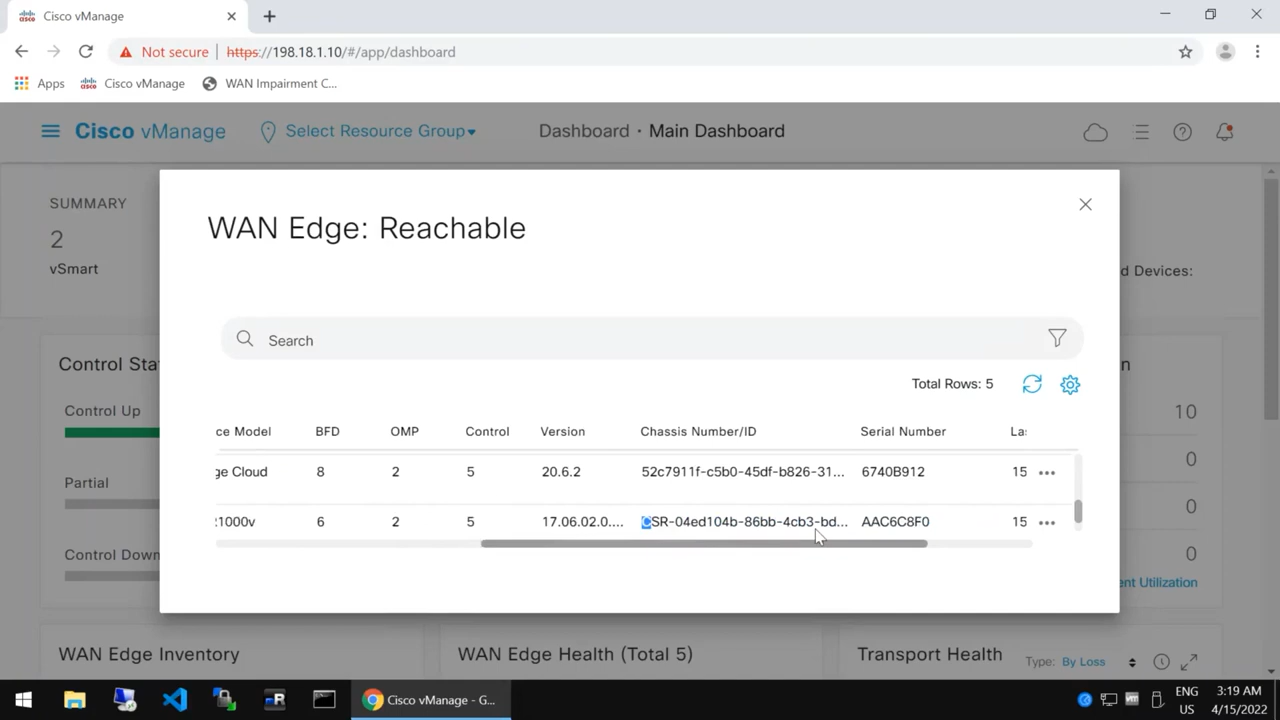 Cisco vManage
Not secure | https://198.18.1.10/#/app/dashboard
Apps Cisco vManage WAN Impairment C...
Cisco vManage Select Resource Group Dashboard · Main Dashboard
SUMMARY
2
vSmart
d Devices:
WAN Edge: Reachable
Search
Total Rows: 5
ce Model BFD OMP Control Version Chassis Number/ID Serial Number Las
ge Cloud 8 2 5 20.6.2 52c7911f-c5b0-45df-b826-31... 6740B912 15
1000v 6 2 5 17.06.02.0.... CSR-04ed104b-86bb-4cb3-bd... AAC6C8F0 15
Control Sta
n
Control Up
10
Partial
0
0
Control Down
0
ent Utilization
WAN Edge Inventory
WAN Edge Health (Total 5)
Transport Health Type: By Loss
Cisco vManage - G...
ENG
US
3:19 AM
4/15/2022